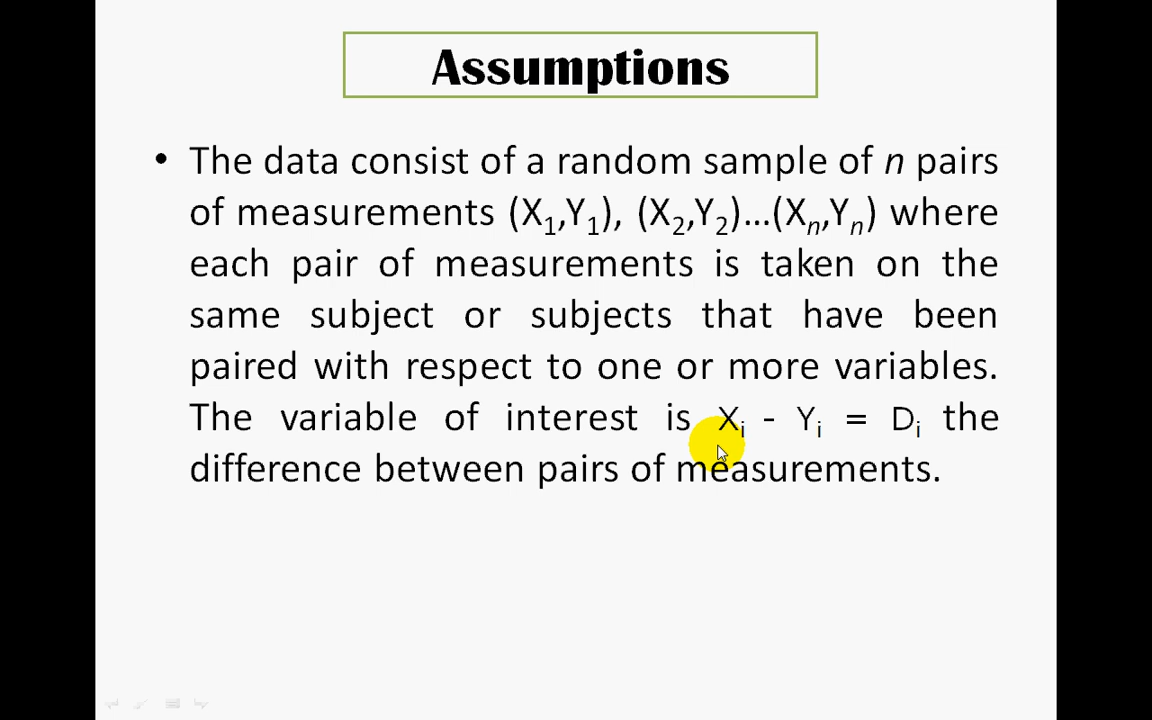 Assumptions
• The data consist of a random sample of n pairs
of measurements (X₁,Y₁), (X₂,Y₂)...(Xₙ,Yₙ) where
each pair of measurements is taken on the
same subject or subjects that have been
paired with respect to one or more variables.
The variable of interest is Xᵢ - Yᵢ = Dᵢ the
difference between pairs of measurements.